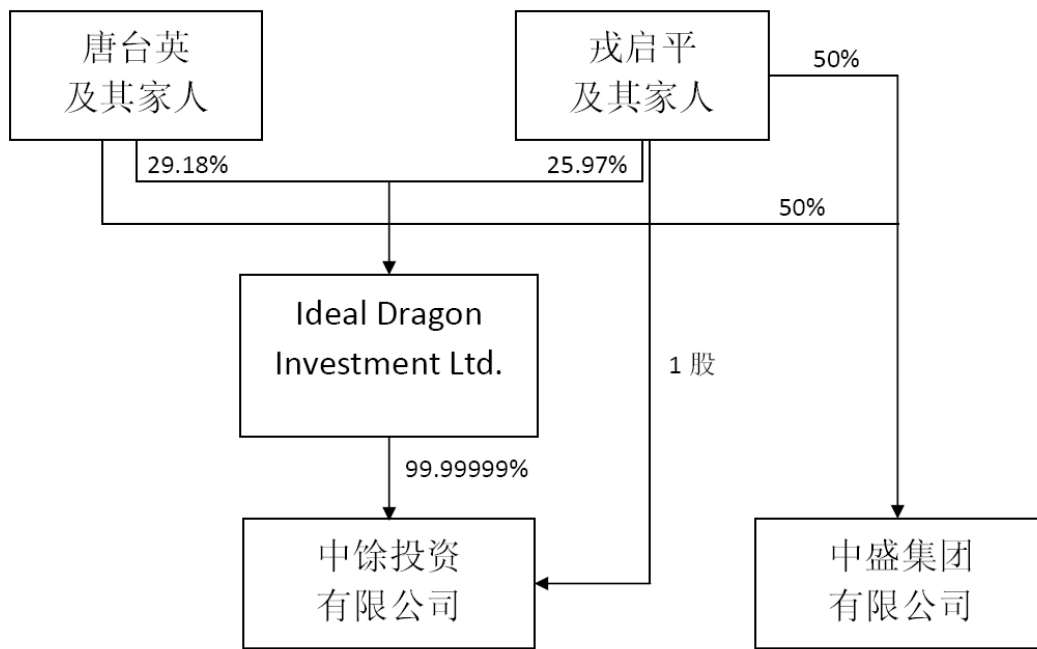 唐台英
及其家人
戎启平
及其家人
50%
29.18%
25.97%
50%
Ideal Dragon
Investment Ltd.
1 股
99.99999%
中馀投资
有限公司
中盛集团
有限公司